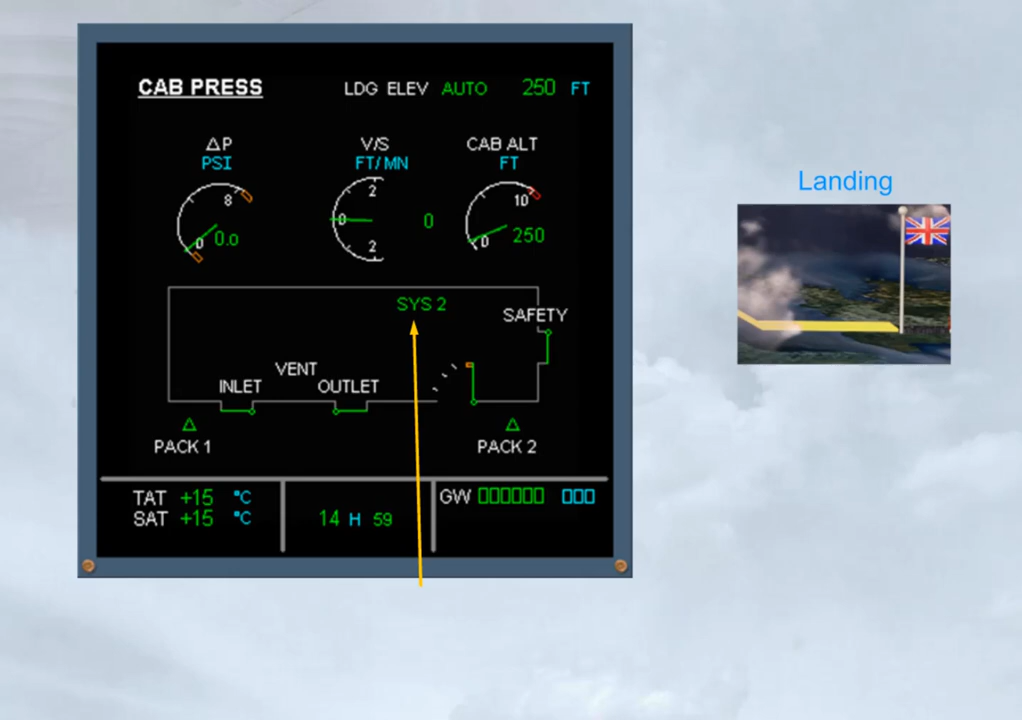 CAB PRESS LDG ELEV AUTO 250 FT
ΔP V/S CAB ALT
PSI FT/MN FT
8 2 10
0 0.0 0 0 0 250
2
SYS 2
SAFETY
VENT
INLET OUTLET
PACK 1 PACK 2
TAT +15 °C GW
SAT +15 °C 14 H 59
Landing